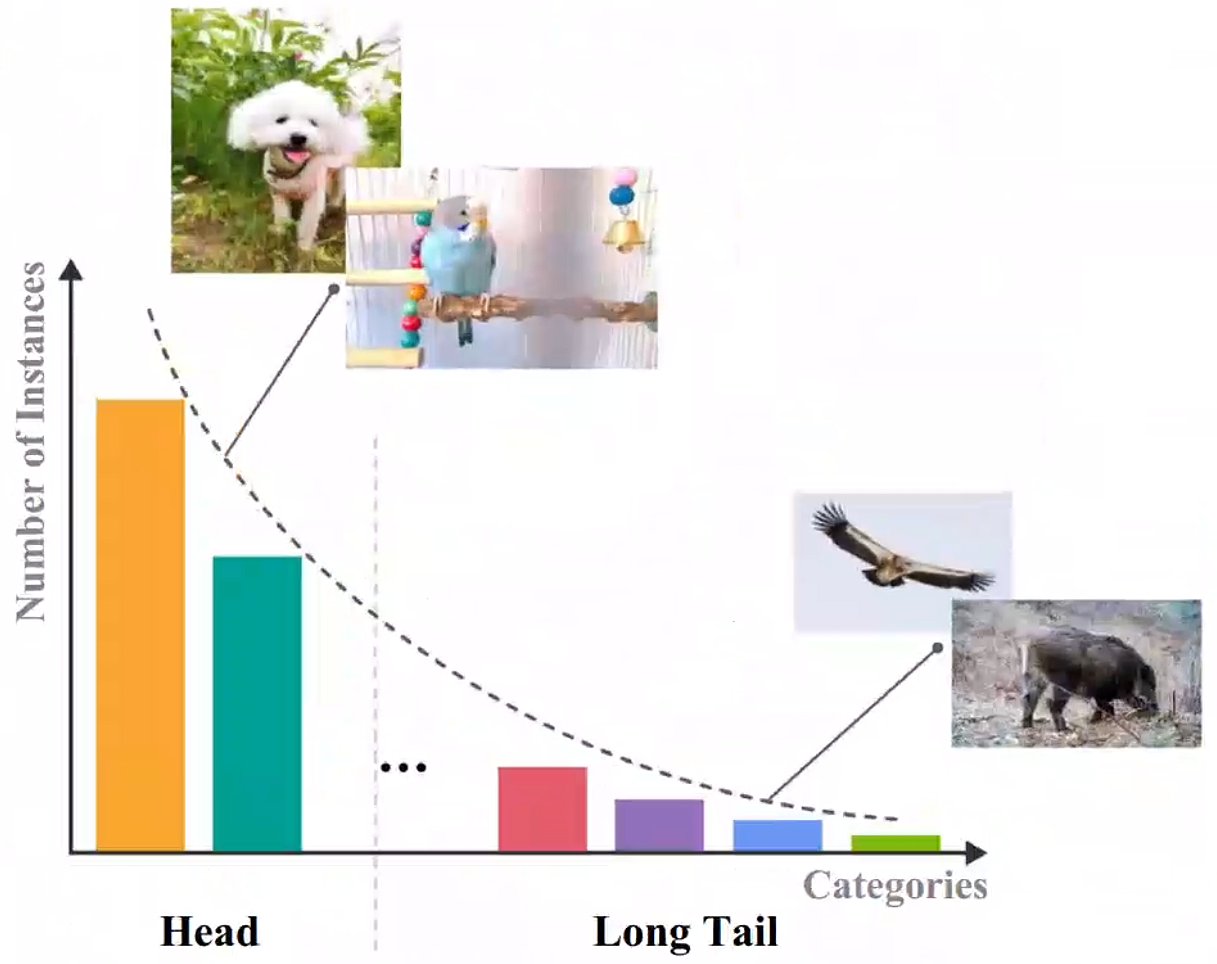 Number of Instances
Categories
Head
Long Tail